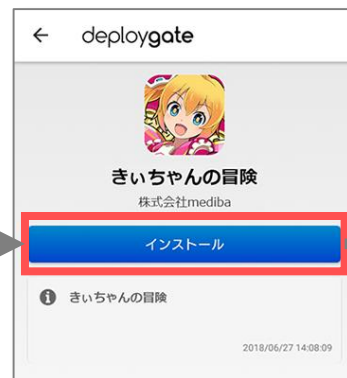 deploygate
きぃちゃんの冒険
株式会社mediba
インストール
きぃちゃんの冒険
2018/06/27 14:08:09